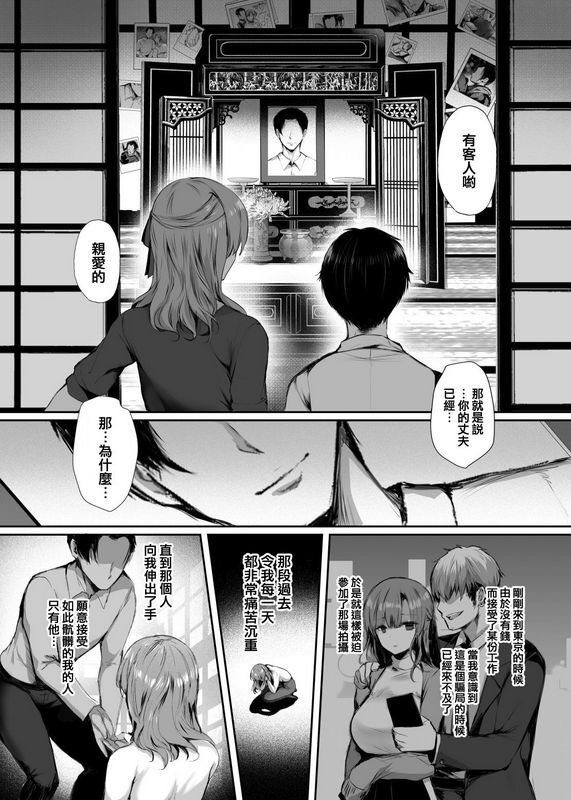 有客人喲
親愛的
那就是說
…你的丈夫
已經…
那…為什麼…
剛剛來到東京的時候
由於沒有錢
而接受了某份工作
當我意識到
這是個騙局的時候
已經來不及了
於是就這樣被迫
參加了那場拍攝
那段過去
令我每一天
都非常痛苦沉重
直到那個人
向我伸出了手
願意接受
如此骯髒的我的人
只有他…